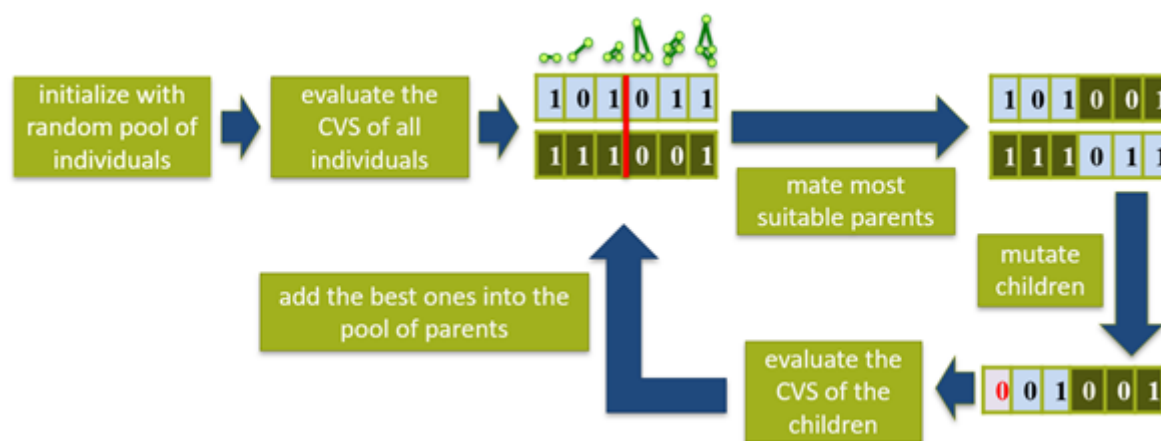 initialize with
random pool of
individuals
evaluate the
CVS of all
individuals
1 0 1 0 1 1
1 1 1 0 0 1
mate most
suitable parents
1 0 1 0 0 1
1 1 1 0 1 1
mutate
children
0 0 1 0 0 1
evaluate the
CVS of the
children
add the best ones into the
pool of parents